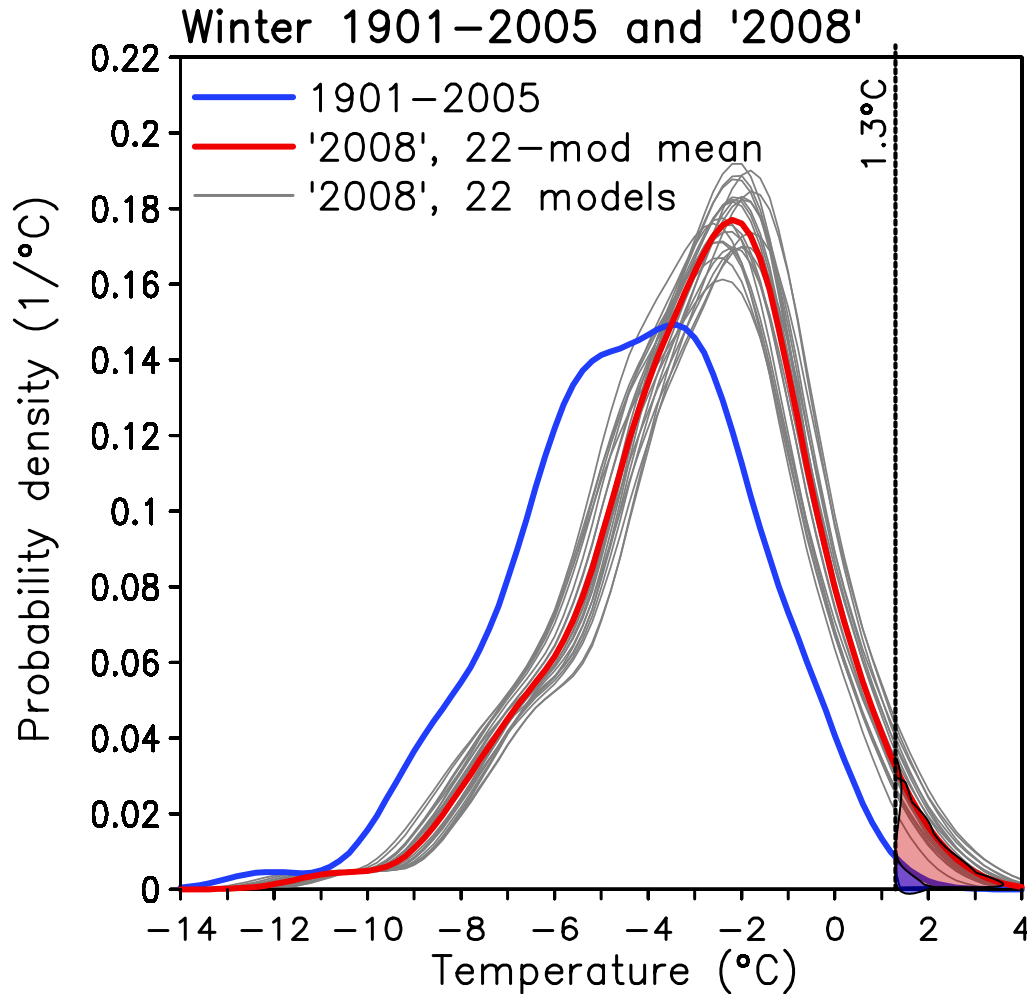 Winter 1901−2005 and '2008'
1901−2005
'2008', 22−mod mean
'2008', 22 models
1.3°C
Probability density (1/°C)
0.22
0.2
0.18
0.16
0.14
0.12
0.1
0.08
0.06
0.04
0.02
0
−14 −12 −10 −8 −6 −4 −2 0 2 4
Temperature (°C)